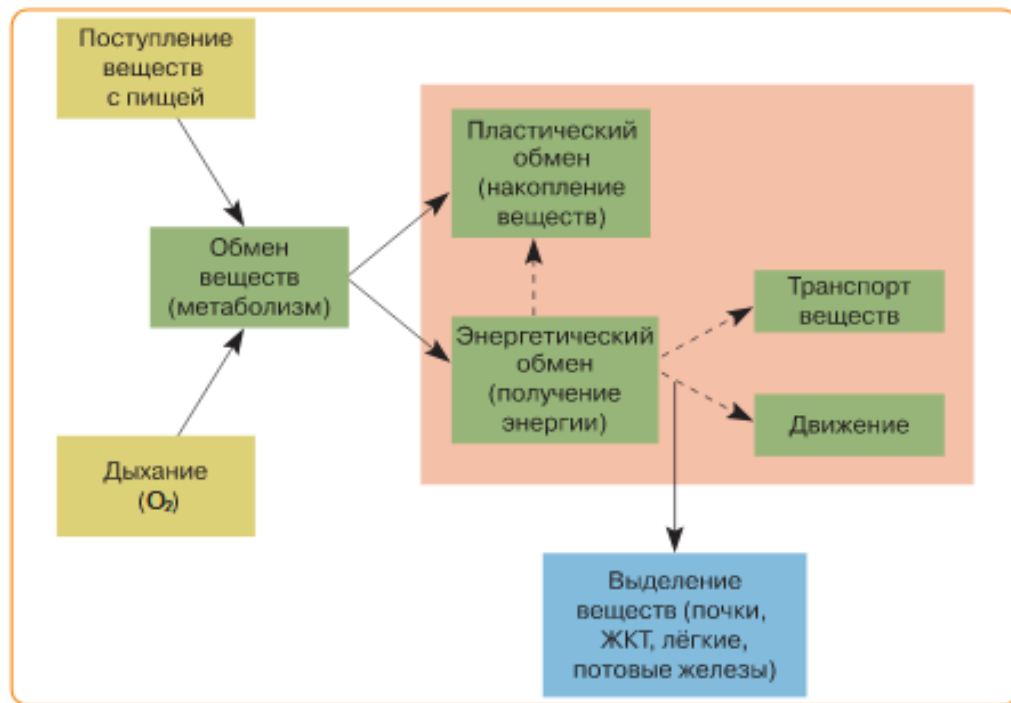 Поступление
веществ
с пищей
Пластический
обмен
(накопление
веществ)
Обмен
веществ
(метаболизм)
Транспорт
веществ
Энергетический
обмен
(получение
энергии)
Движение
Дыхание
(O₂)
Выделение
веществ (почки,
ЖКТ, лёгкие,
потовые железы)